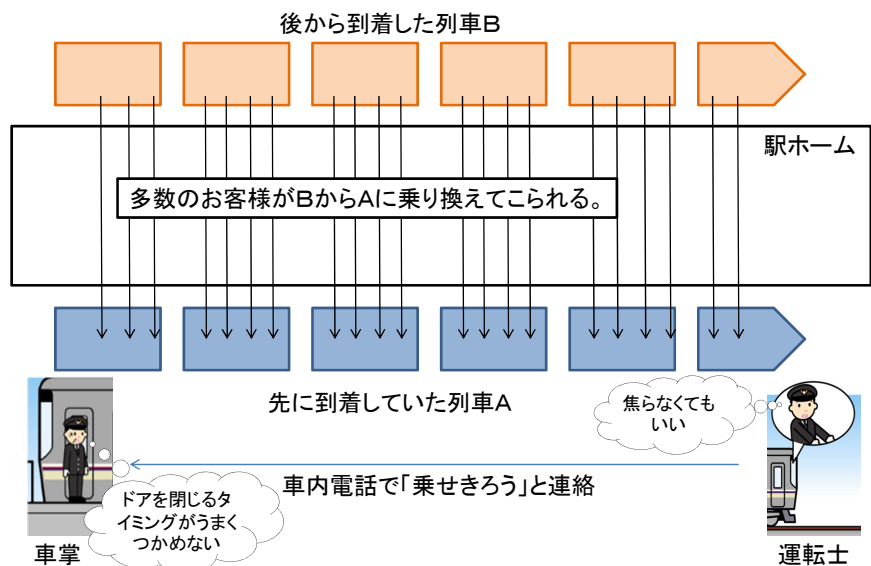 後から到着した列車B
駅ホーム
多数のお客様がBからAに乗り換えてこられる。
先に到着していた列車A
焦らなくても
いい
車内電話で「乗せきろう」と連絡
ドアを閉じるタ
イミングがうまく
つかめない
車掌
運転士